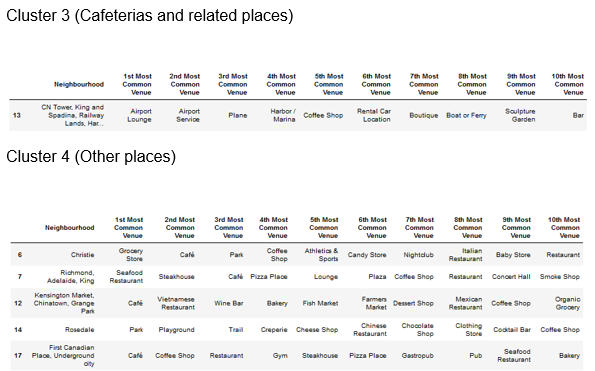 Cluster 3 (Cafeterias and related places)
Neighbourhood 1st Most Common Venue 2nd Most Common Venue 3rd Most Common Venue 4th Most Common Venue 5th Most Common Venue 6th Most Common Venue 7th Most Common Venue 8th Most Common Venue 9th Most Common Venue 10th Most Common Venue
13 CN Tower, King and Spadina, Railway Lands, Har... Airport Lounge Airport Service Plane Harbor / Marina Coffee Shop Rental Car Location Boutique Boat or Ferry Sculpture Garden Bar
Cluster 4 (Other places)
Neighbourhood 1st Most Common Venue 2nd Most Common Venue 3rd Most Common Venue 4th Most Common Venue 5th Most Common Venue 6th Most Common Venue 7th Most Common Venue 8th Most Common Venue 9th Most Common Venue 10th Most Common Venue
6 Christie Grocery Store Café Park Coffee Shop Athletics & Sports Candy Store Nightclub Italian Restaurant Baby Store Restaurant
7 Richmond, Adelaide, King Seafood Restaurant Steakhouse Café Pizza Place Lounge Plaza Coffee Shop Restaurant Concert Hall Smoke Shop
12 Kensington Market, Chinatown, Grange Park Café Vietnamese Restaurant Wine Bar Bakery Fish Market Farmers Market Dessert Shop Mexican Restaurant Coffee Shop Organic Grocery
14 Rosedale Park Playground Trail Creperie Cheese Shop Chinese Restaurant Chocolate Shop Clothing Store Cocktail Bar Coffee Shop
17 First Canadian Place, Underground city Café Coffee Shop Restaurant Gym Steakhouse Pizza Place Gastropub Pub Seafood Restaurant Bakery